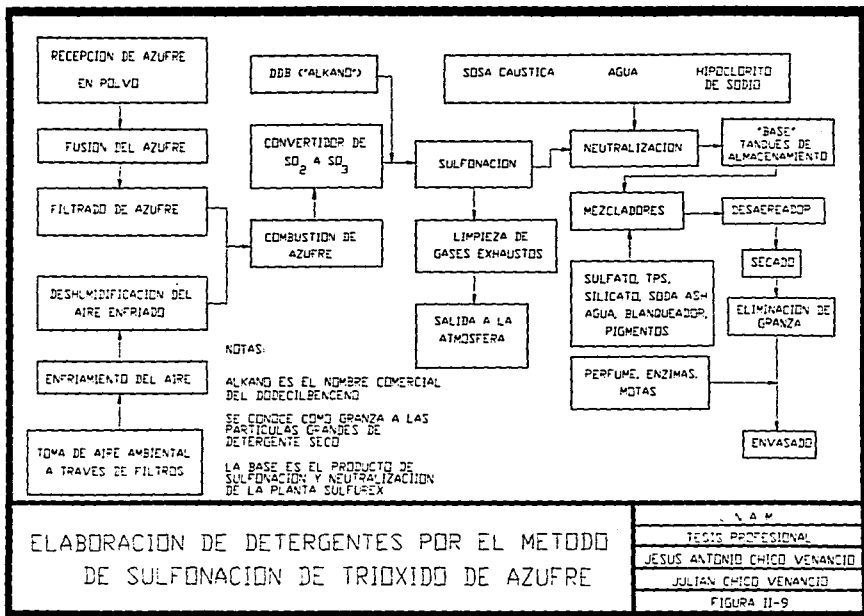 RECEPCION DE AZUFRE
EN POLVO
FUSION DEL AZUFRE
FILTRADO DE AZUFRE
DESHUMIDIFICACION DEL
AIRE ENFRIADO
ENFRIAMIENTO DEL AIRE
TOMA DE AIRE AMBIENTAL
A TRAVES DE FILTROS
DDB ("ALKANO")
CONVERTIDOR DE
SO2 A SO3
COMBUSTION DE
AZUFRE
SULFONACION
LIMPIEZA DE
GASES EXHAUSTOS
SALIDA A LA
ATMOSFERA
SOSA CAUSTICA AGUA HIPOCLORITO
DE SODIO
NEUTRALIZACION
"BASE"
TANQUES DE
ALMACENAMIENTO
MEZCLADORES
DESAEREADOR
SULFATO, TPS,
SILICATO, SODA ASH
AGUA, BLANQUEADOR,
PIGMENTOS
SECADO
ELIMINACION DE
GRANZA
PERFUME, ENZIMAS,
MOTAS
ENVASADO
NOTAS:
ALKANO ES EL NOMBRE COMERCIAL
DEL DODECILBENCENO
SE CONOCE COMO GRANZA A LAS
PARTICULAS GRANDES DE
DETERGENTE SECO
LA BASE ES EL PRODUCTO DE
SULFONACION Y NEUTRALIZACION
DE LA PLANTA SULFUREX
ELABORACION DE DETERGENTES POR EL METODO
DE SULFONACION DE TRIOXIDO DE AZUFRE
N A M
TESIS PROFESIONAL
JESUS ANTONIO CHICO VENANCIO
JULIAN CHICO VENANCIO
FIGURA II-9